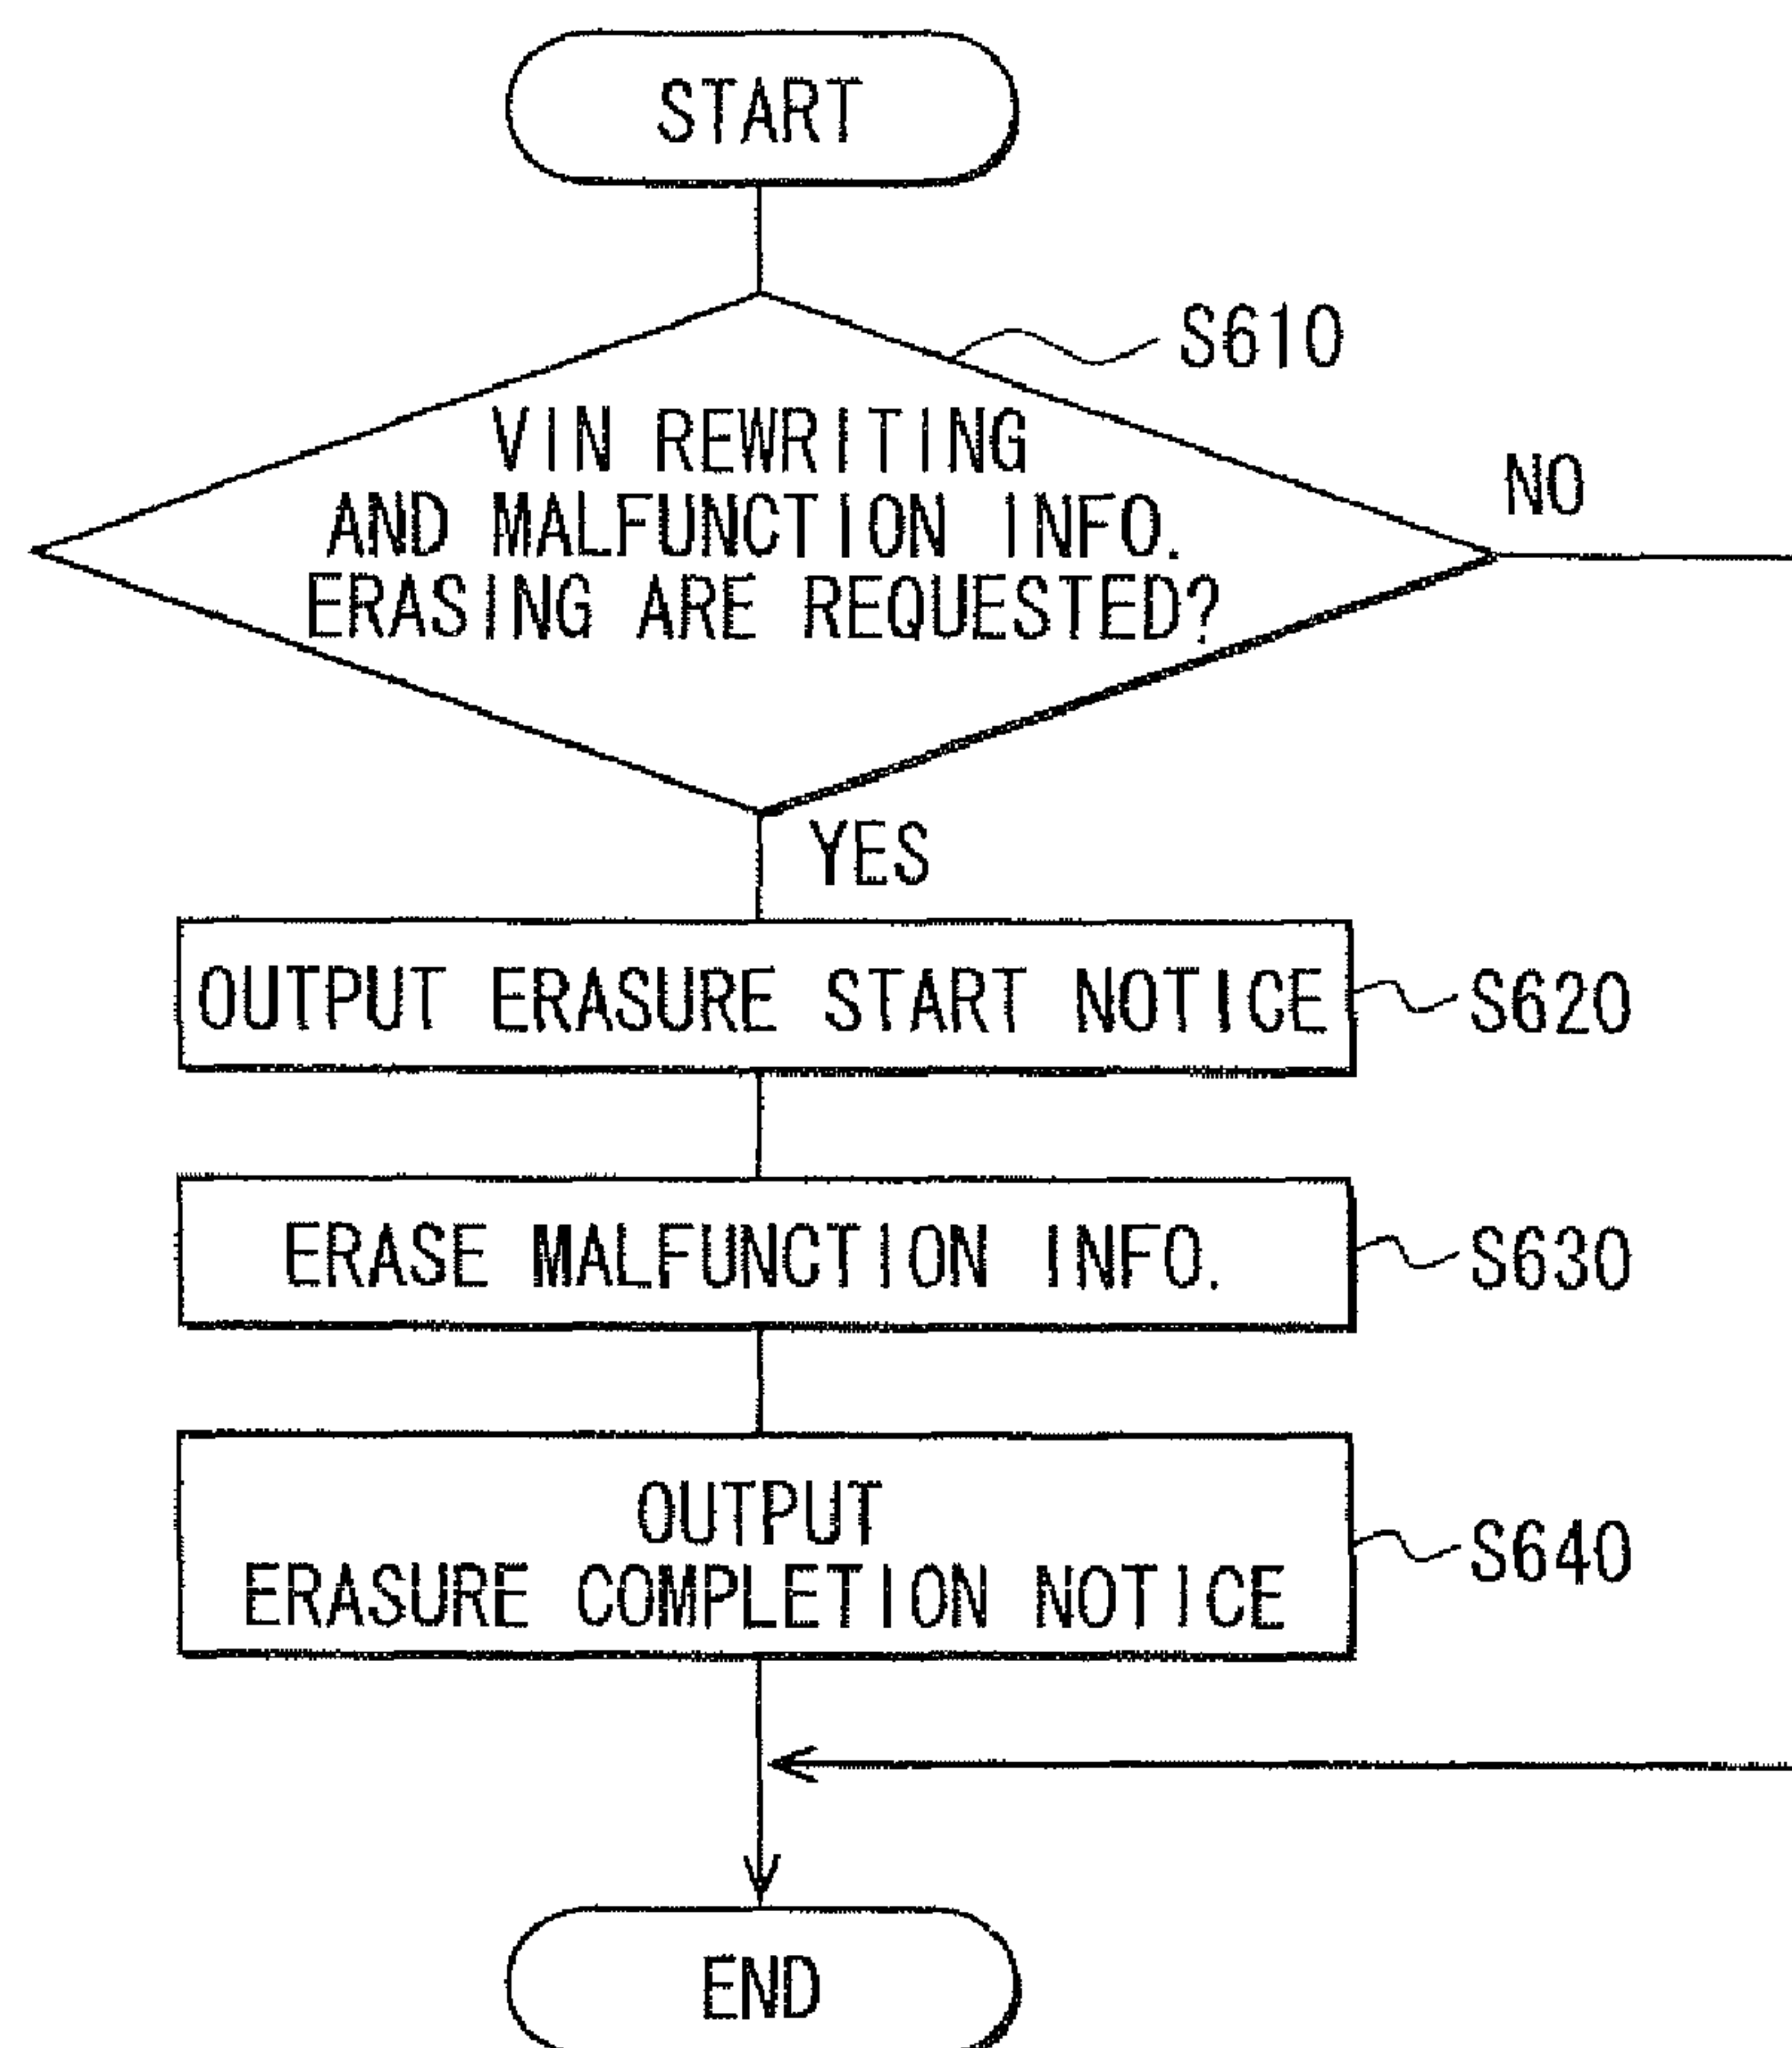 START
S610
VIN REWRITING
AND MALFUNCTION INFO.
ERASING ARE REQUESTED?
NO
YES
OUTPUT ERASURE START NOTICE
S620
ERASE MALFUNCTION INFO.
S630
OUTPUT
ERASURE COMPLETION NOTICE
S640
END